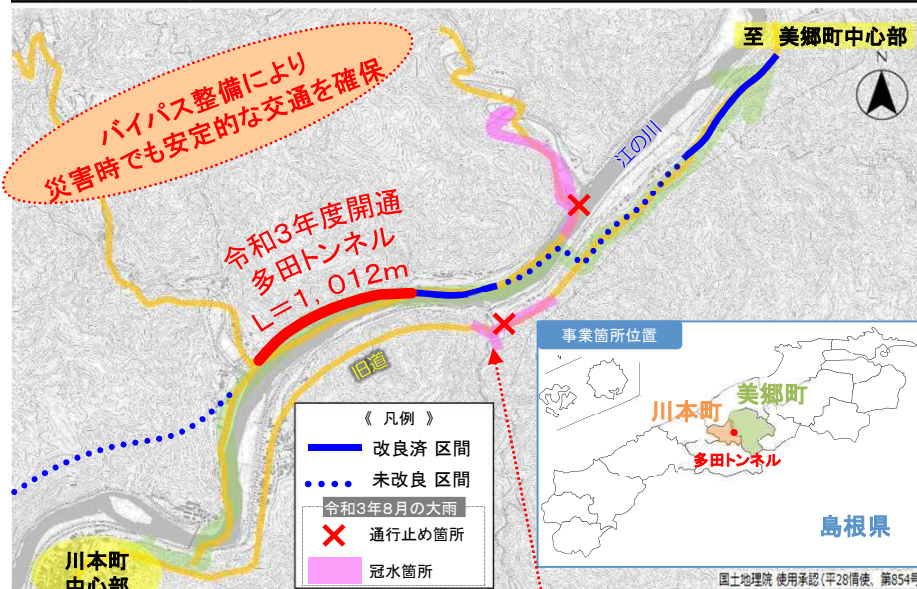 至 美郷町中心部
N
バイパス整備により
災害時でも安定的な交通を確保
江の川
令和3年度開通
多田トンネル
L=1,012m
旧道
《 凡例 》
改良済 区間
未改良 区間
令和3年8月の大雨
通行止め箇所
冠水箇所
事業箇所位置
美郷町
川本町
多田トンネル
島根県
川本町
中心部
国土地理院 使用承認(平28情使、第854号